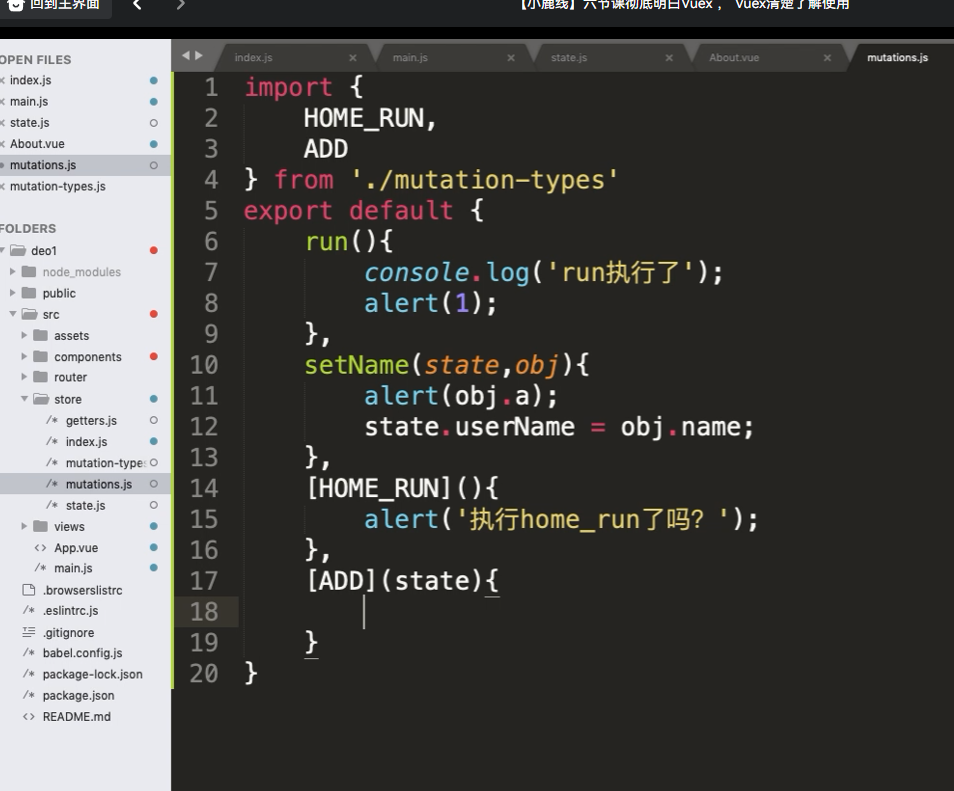 回到主界面
【小鹿线】六节课彻底明白Vuex， Vuex清楚了解使用
OPEN FILES
index.js
main.js
state.js
About.vue
mutations.js
mutation-types.js
FOLDERS
deo1
node_modules
public
src
assets
components
router
store
/* getters.js
/* index.js
/* mutation-type
/* mutations.js
/* state.js
views
<> App.vue
/* main.js
.browserslistrc
/* .eslintrc.js
.gitignore
/* babel.config.js
/* package-lock.json
/* package.json
<> README.md
index.js × main.js × state.js × About.vue × mutations.js
1 import {
2 HOME_RUN,
3 ADD
4 } from './mutation-types'
5 export default {
6 run(){
7 console.log('run执行了');
8 alert(1);
9 },
10 setName(state,obj){
11 alert(obj.a);
12 state.userName = obj.name;
13 },
14 [HOME_RUN](){
15 alert('执行home_run了吗？');
16 },
17 [ADD](state){
18
19 }
20 }